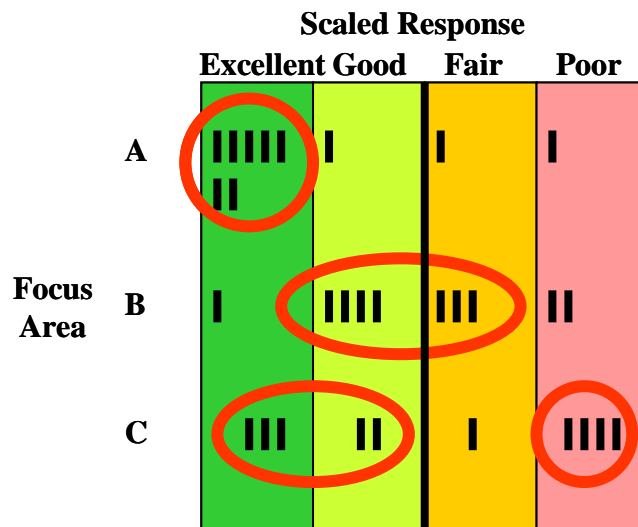 Scaled Response
Excellent Good Fair Poor
A
Focus
Area
B
C